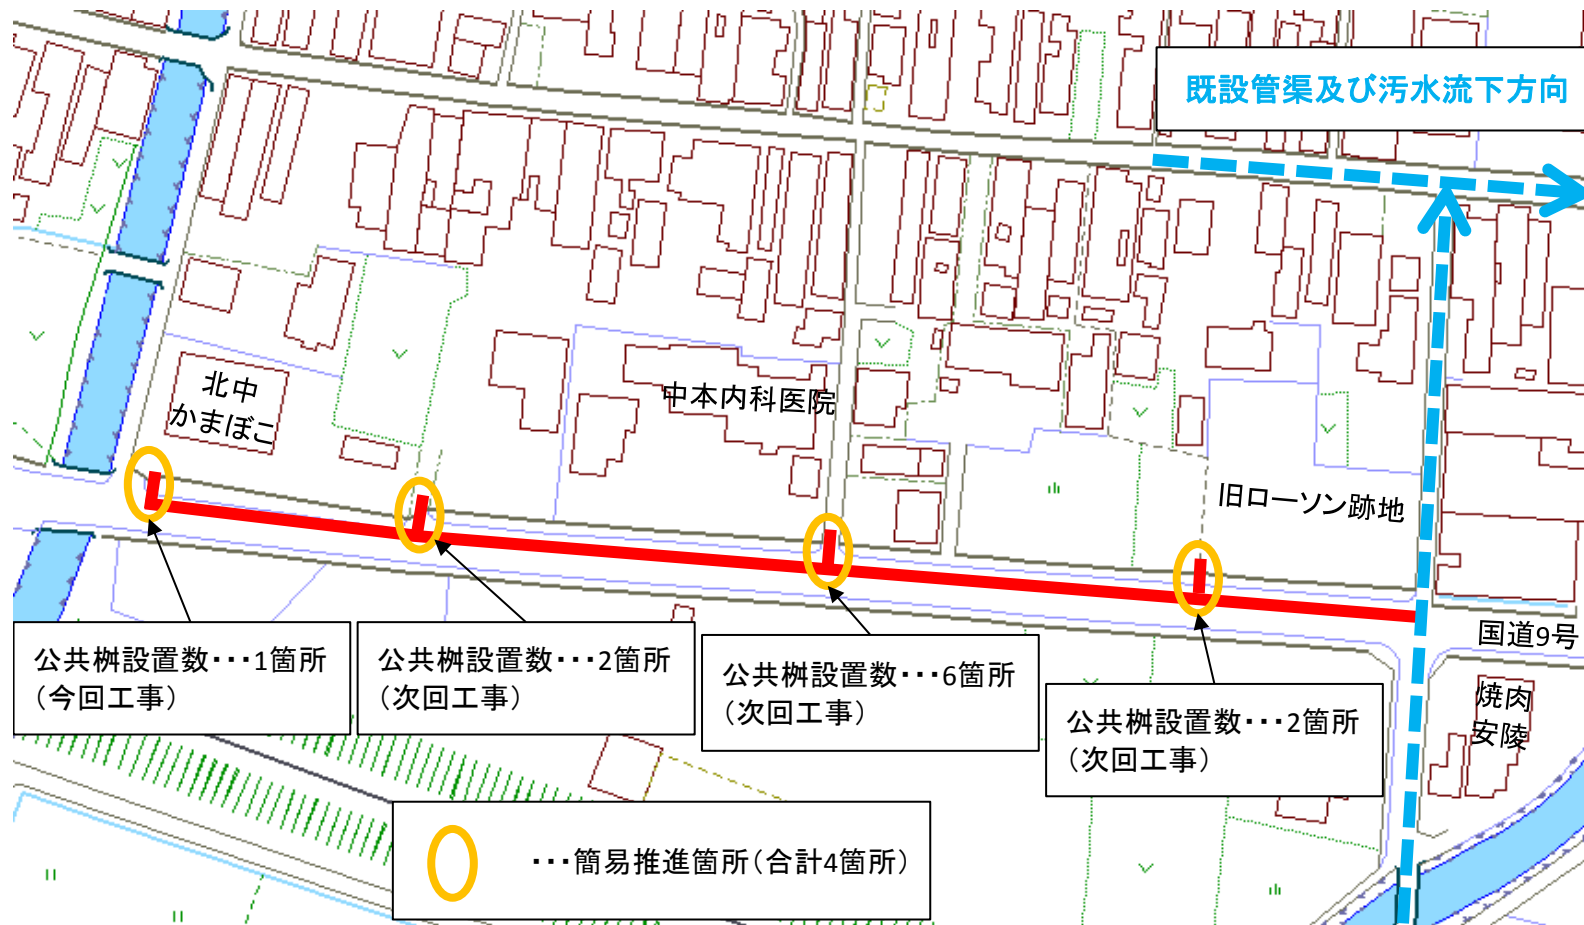 既設管渠及び汚水流下方向
北中
かまぼこ
中本内科医院
旧ローソン跡地
国道9号
公共桝設置数・・・1箇所
（今回工事）
公共桝設置数・・・2箇所
（次回工事）
公共桝設置数・・・6箇所
（次回工事）
公共桝設置数・・・2箇所
（次回工事）
焼肉
安陵
・・・簡易推進箇所（合計4箇所）